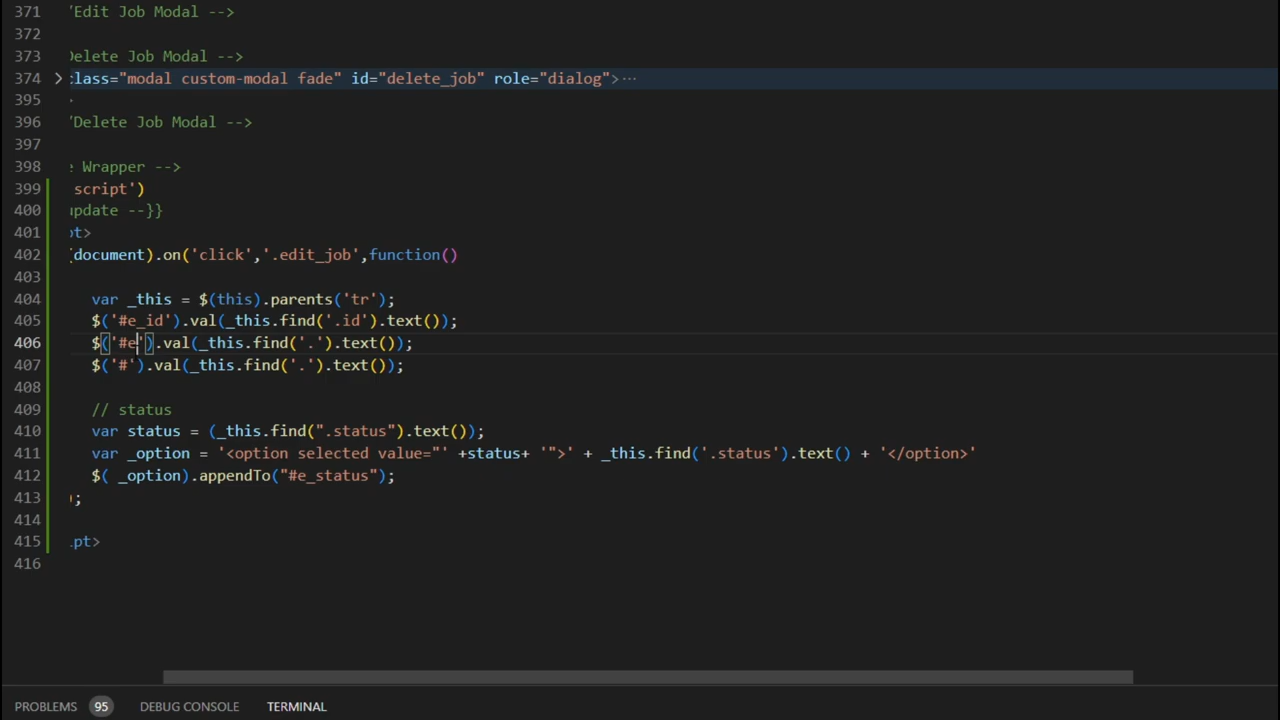 371 /Edit Job Modal -->
372
373 Delete Job Modal -->
374 class="modal custom-modal fade" id="delete_job" role="dialog">···
395 >
396 /Delete Job Modal -->
397
398 e Wrapper -->
399 script')
400 update --}}
401 pt>
402 (document).on('click','.edit_job',function()
403
404 var _this = $(this).parents('tr');
405 $('#e_id').val(_this.find('.id').text());
406 $('#e').val(_this.find('.').text());
407 $('#').val(_this.find('.').text());
408
409 // status
410 var status = (_this.find(".status").text());
411 var _option = '<option selected value="' +status+ '">' + _this.find('.status').text() + '</option>'
412 $( _option).appendTo("#e_status");
413 );
414
415 ipt>
416
PROBLEMS 95 DEBUG CONSOLE TERMINAL